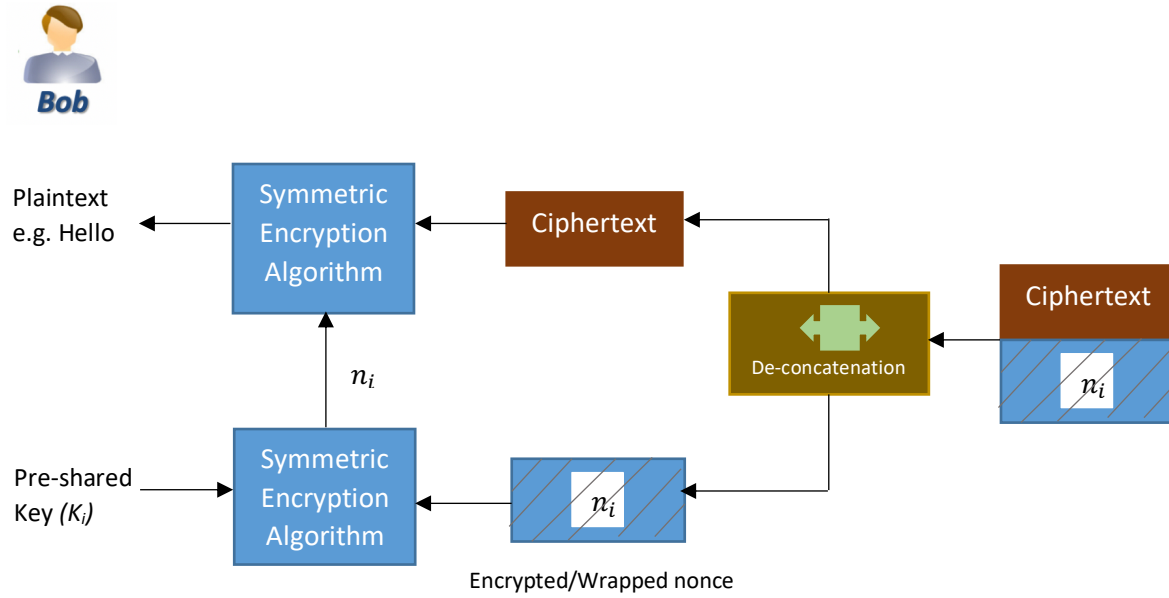 Bob
Plaintext
e.g. Hello
Symmetric
Encryption
Algorithm
Ciphertext
Ciphertext
De-concatenation
nᵢ
nᵢ
Pre-shared
Key (Kᵢ)
Symmetric
Encryption
Algorithm
nᵢ
Encrypted/Wrapped nonce